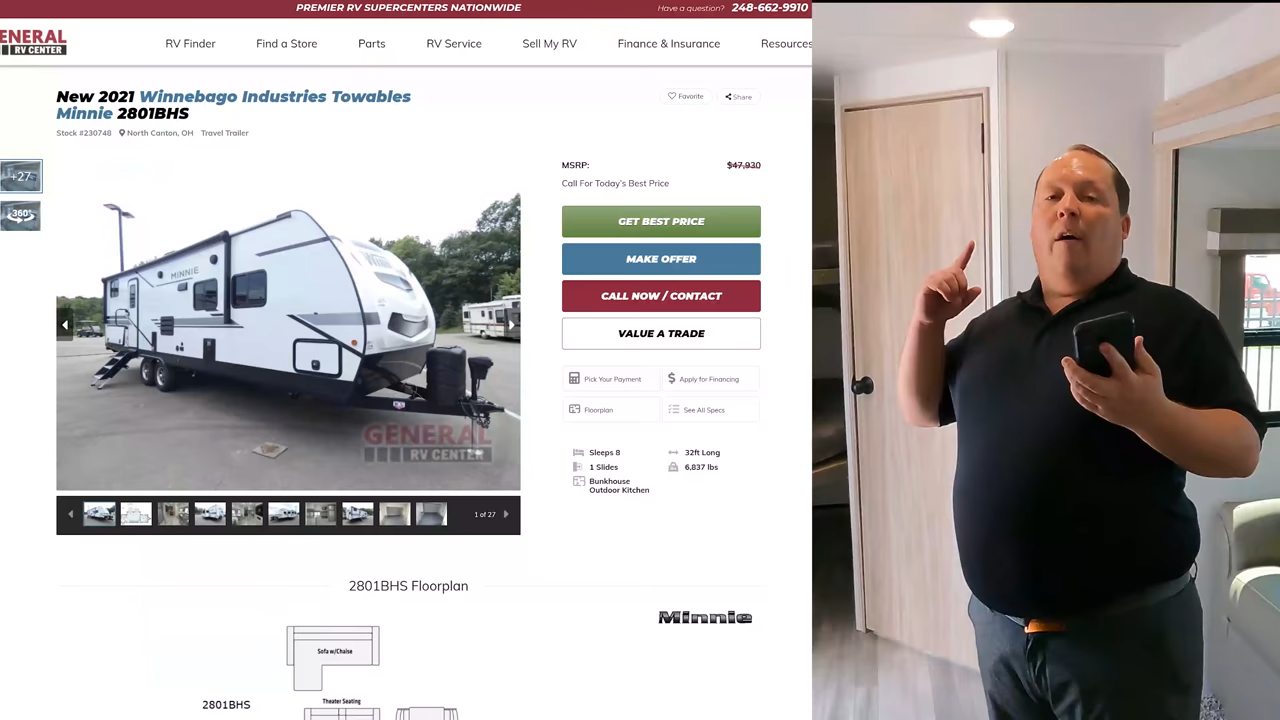 PREMIER RV SUPERCENTERS NATIONWIDE
Have a question? 248-662-9910
ENERAL
RV CENTER
RV Finder
Find a Store
Parts
RV Service
Sell My RV
Finance & Insurance
Resources
New 2021 Winnebago Industries Towables
Minnie 2801BHS
Favorite
Share
Stock #230748 North Canton, OH Travel Trailer
+27
360°
MINNIE
GENERAL
RV CENTER
1 of 27
MSRP: $47,930
Call For Today's Best Price
GET BEST PRICE
MAKE OFFER
CALL NOW / CONTACT
VALUE A TRADE
Pick Your Payment
Apply for Financing
Floorplan
See All Specs
Sleeps 8
32ft Long
1 Slides
6,837 lbs
Bunkhouse
Outdoor Kitchen
2801BHS Floorplan
Minnie
Sofa w/Chaise
Theater Seating
2801BHS